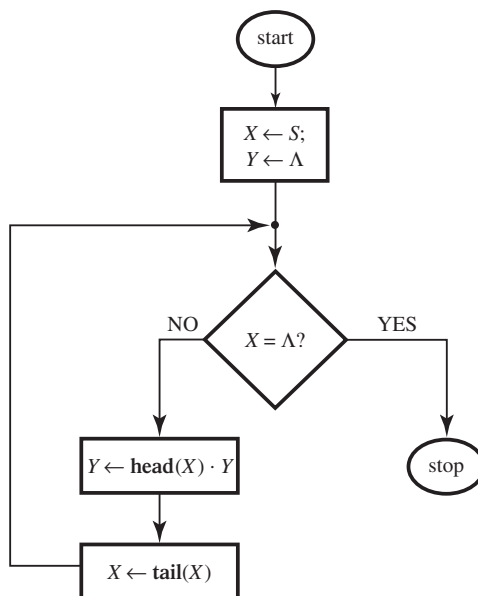 start
X ← S;
Y ← Λ
NO
YES
X = Λ?
Y ← head(X) · Y
stop
X ← tail(X)